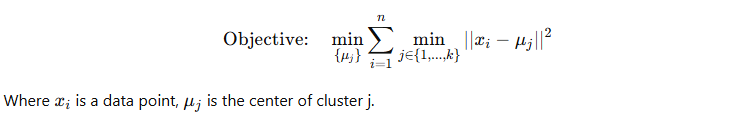 Objective: min_{μ_j} ∑_{i=1}^{n} min_{j∈{1,...,k}} ||x_i − μ_j||^2
Where x_i is a data point, μ_j is the center of cluster j.